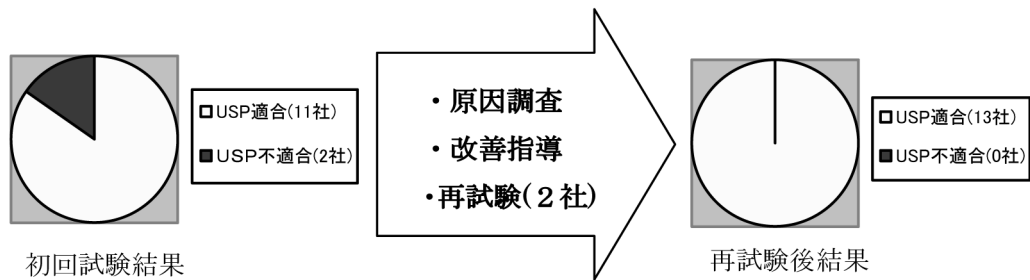 □USP適合(11社)
■USP不適合(2社)
初回試験結果
・原因調査
・改善指導
・再試験(2社)
□USP適合(13社)
■USP不適合(0社)
再試験後結果